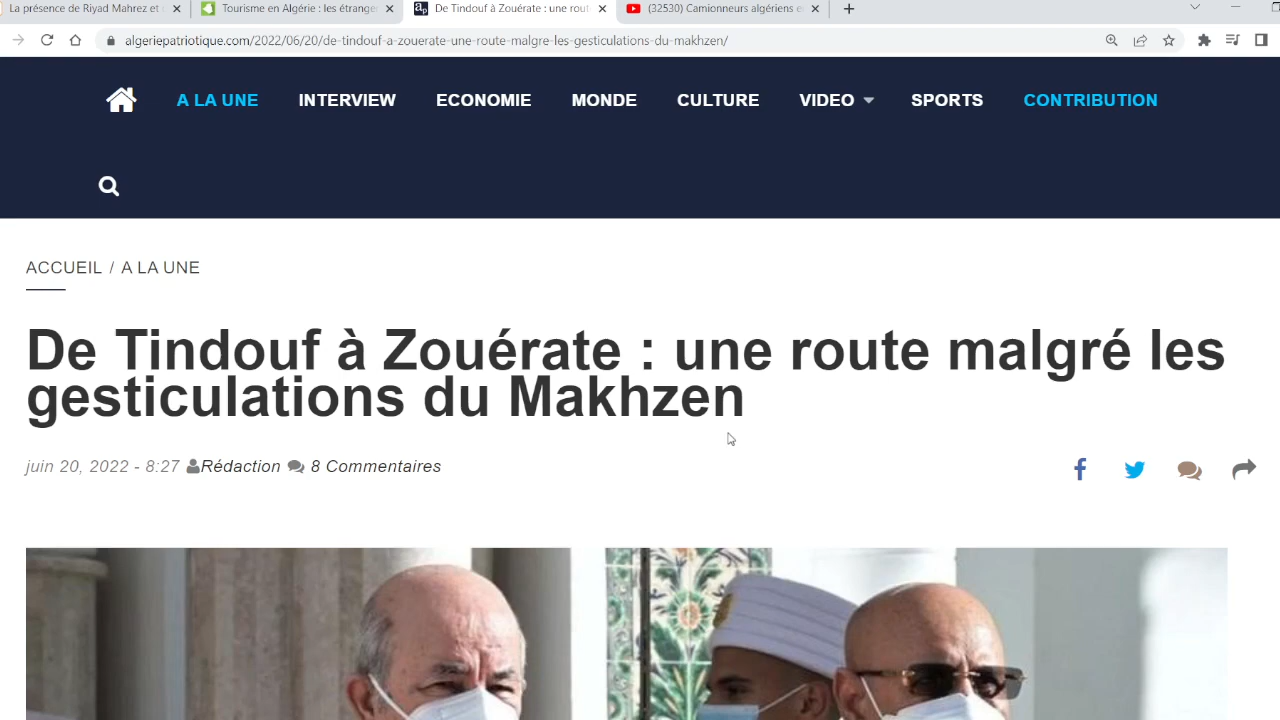 La présence de Riyad Mahrez et
Tourisme en Algérie : les étranger
De Tindouf à Zouérate : une rout
(32530) Camionneurs algériens e
algeriepatriotique.com/2022/06/20/de-tindouf-a-zouerate-une-route-malgre-les-gesticulations-du-makhzen/
A LA UNE
INTERVIEW
ECONOMIE
MONDE
CULTURE
VIDEO
SPORTS
CONTRIBUTION
ACCUEIL / A LA UNE
De Tindouf à Zouérate : une route malgré les
gesticulations du Makhzen
juin 20, 2022 - 8:27 Rédaction 8 Commentaires